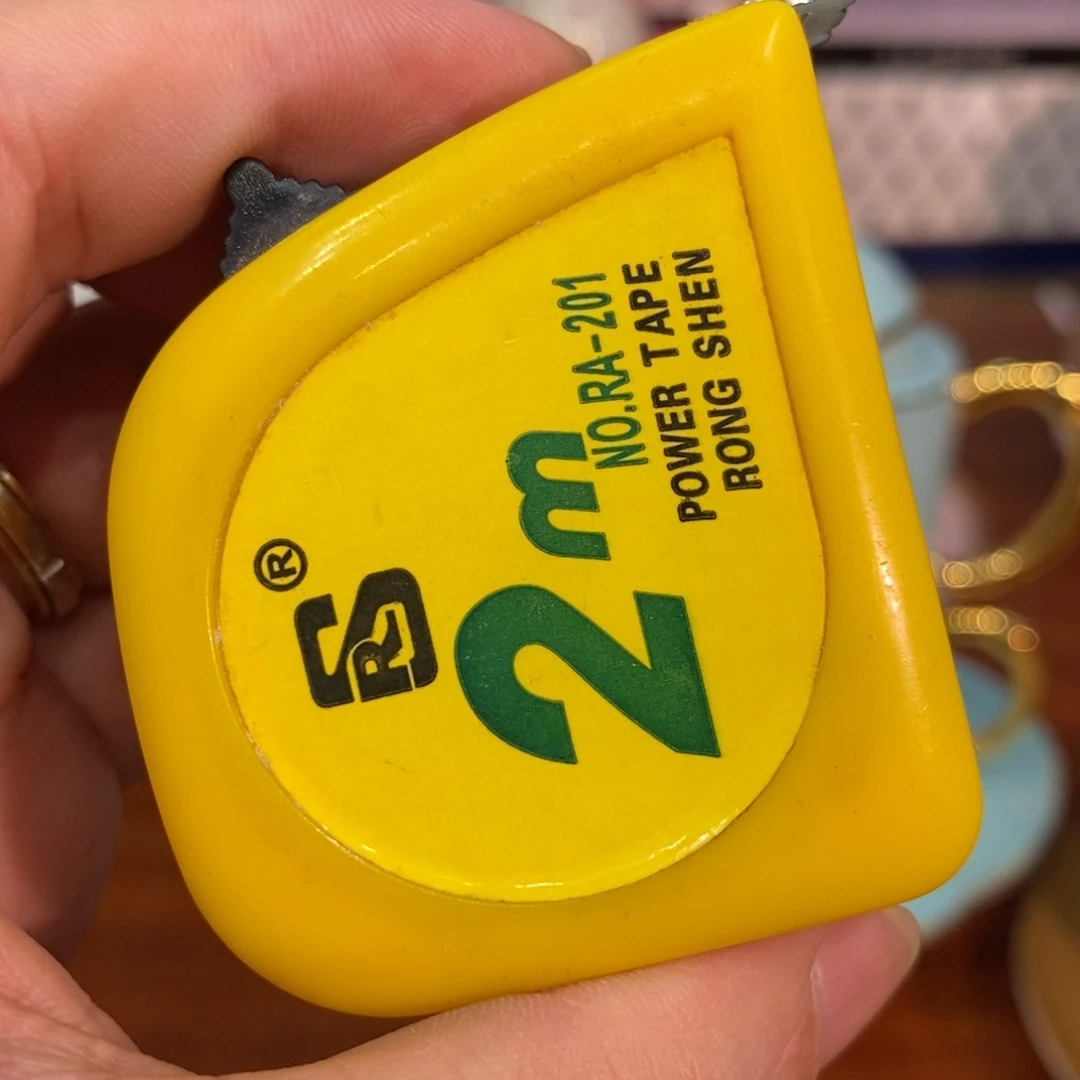 RS®
2m
NO.RA-201
POWER TAPE
RONG SHEN